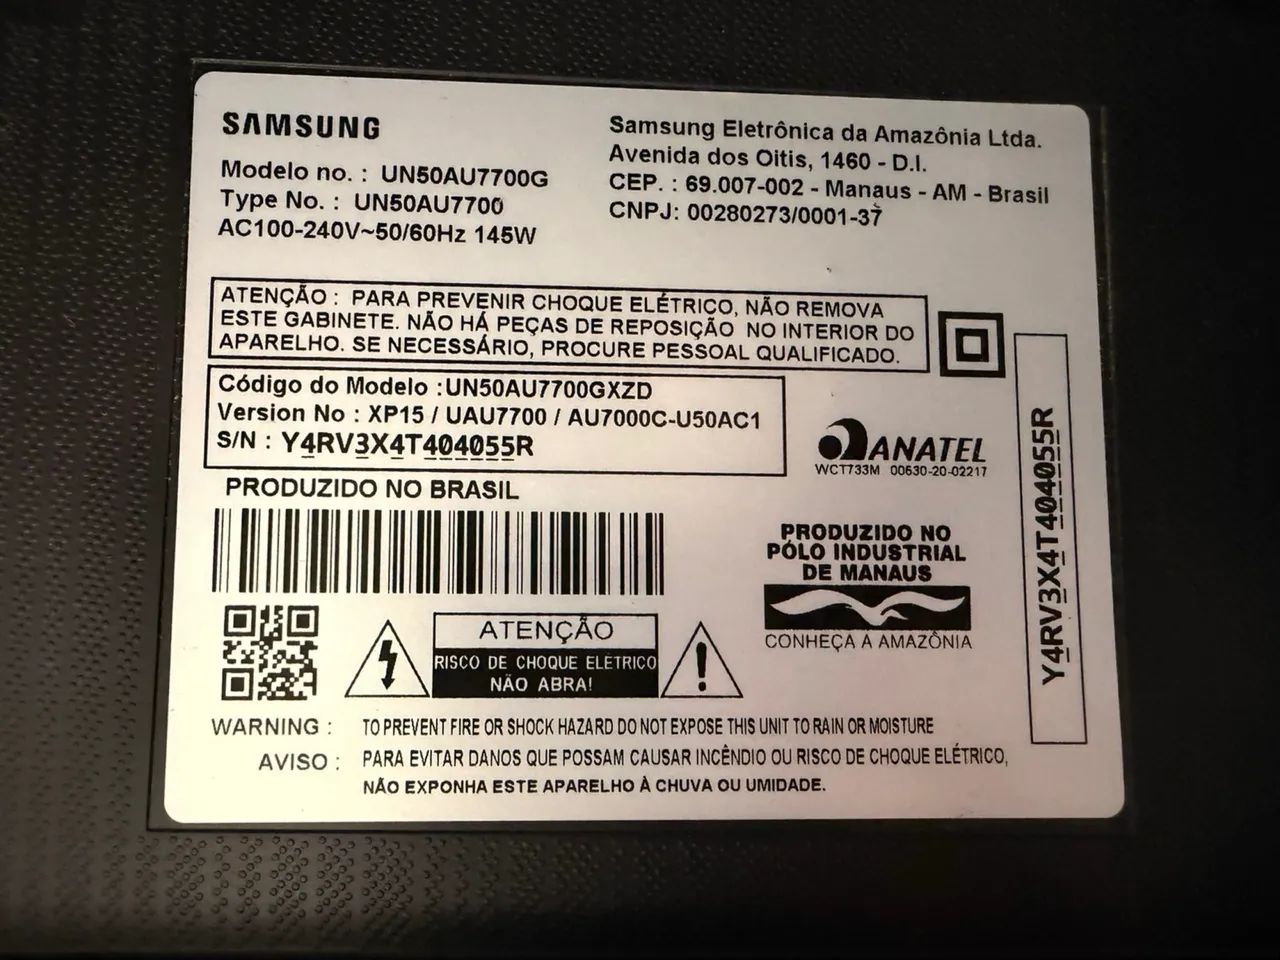 SAMSUNG
Modelo no. : UN50AU7700G
Type No. : UN50AU7700
AC100-240V~50/60Hz 145W
Samsung Eletrônica da Amazônia Ltda.
Avenida dos Oitis, 1460 - D.I.
CEP. : 69.007-002 - Manaus - AM - Brasil
CNPJ: 00280273/0001-37
ATENÇÃO : PARA PREVENIR CHOQUE ELÉTRICO, NÃO REMOVA
ESTE GABINETE. NÃO HÁ PEÇAS DE REPOSIÇÃO NO INTERIOR DO
APARELHO. SE NECESSÁRIO, PROCURE PESSOAL QUALIFICADO.
Código do Modelo :UN50AU7700GXZD
Version No : XP15 / UAU7700 / AU7000C-U50AC1
S/N : Y4RV3X4T404055R
ANATEL
WCT733M 00630-20-02217
PRODUZIDO NO BRASIL
PRODUZIDO NO
PÓLO INDUSTRIAL
DE MANAUS
CONHEÇA A AMAZÔNIA
Y4RV3X4T404055R
ATENÇÃO
RISCO DE CHOQUE ELÉTRICO
NÃO ABRA!
WARNING : TO PREVENT FIRE OR SHOCK HAZARD DO NOT EXPOSE THIS UNIT TO RAIN OR MOISTURE
AVISO : PARA EVITAR DANOS QUE POSSAM CAUSAR INCÊNDIO OU RISCO DE CHOQUE ELÉTRICO,
NÃO EXPONHA ESTE APARELHO À CHUVA OU UMIDADE.